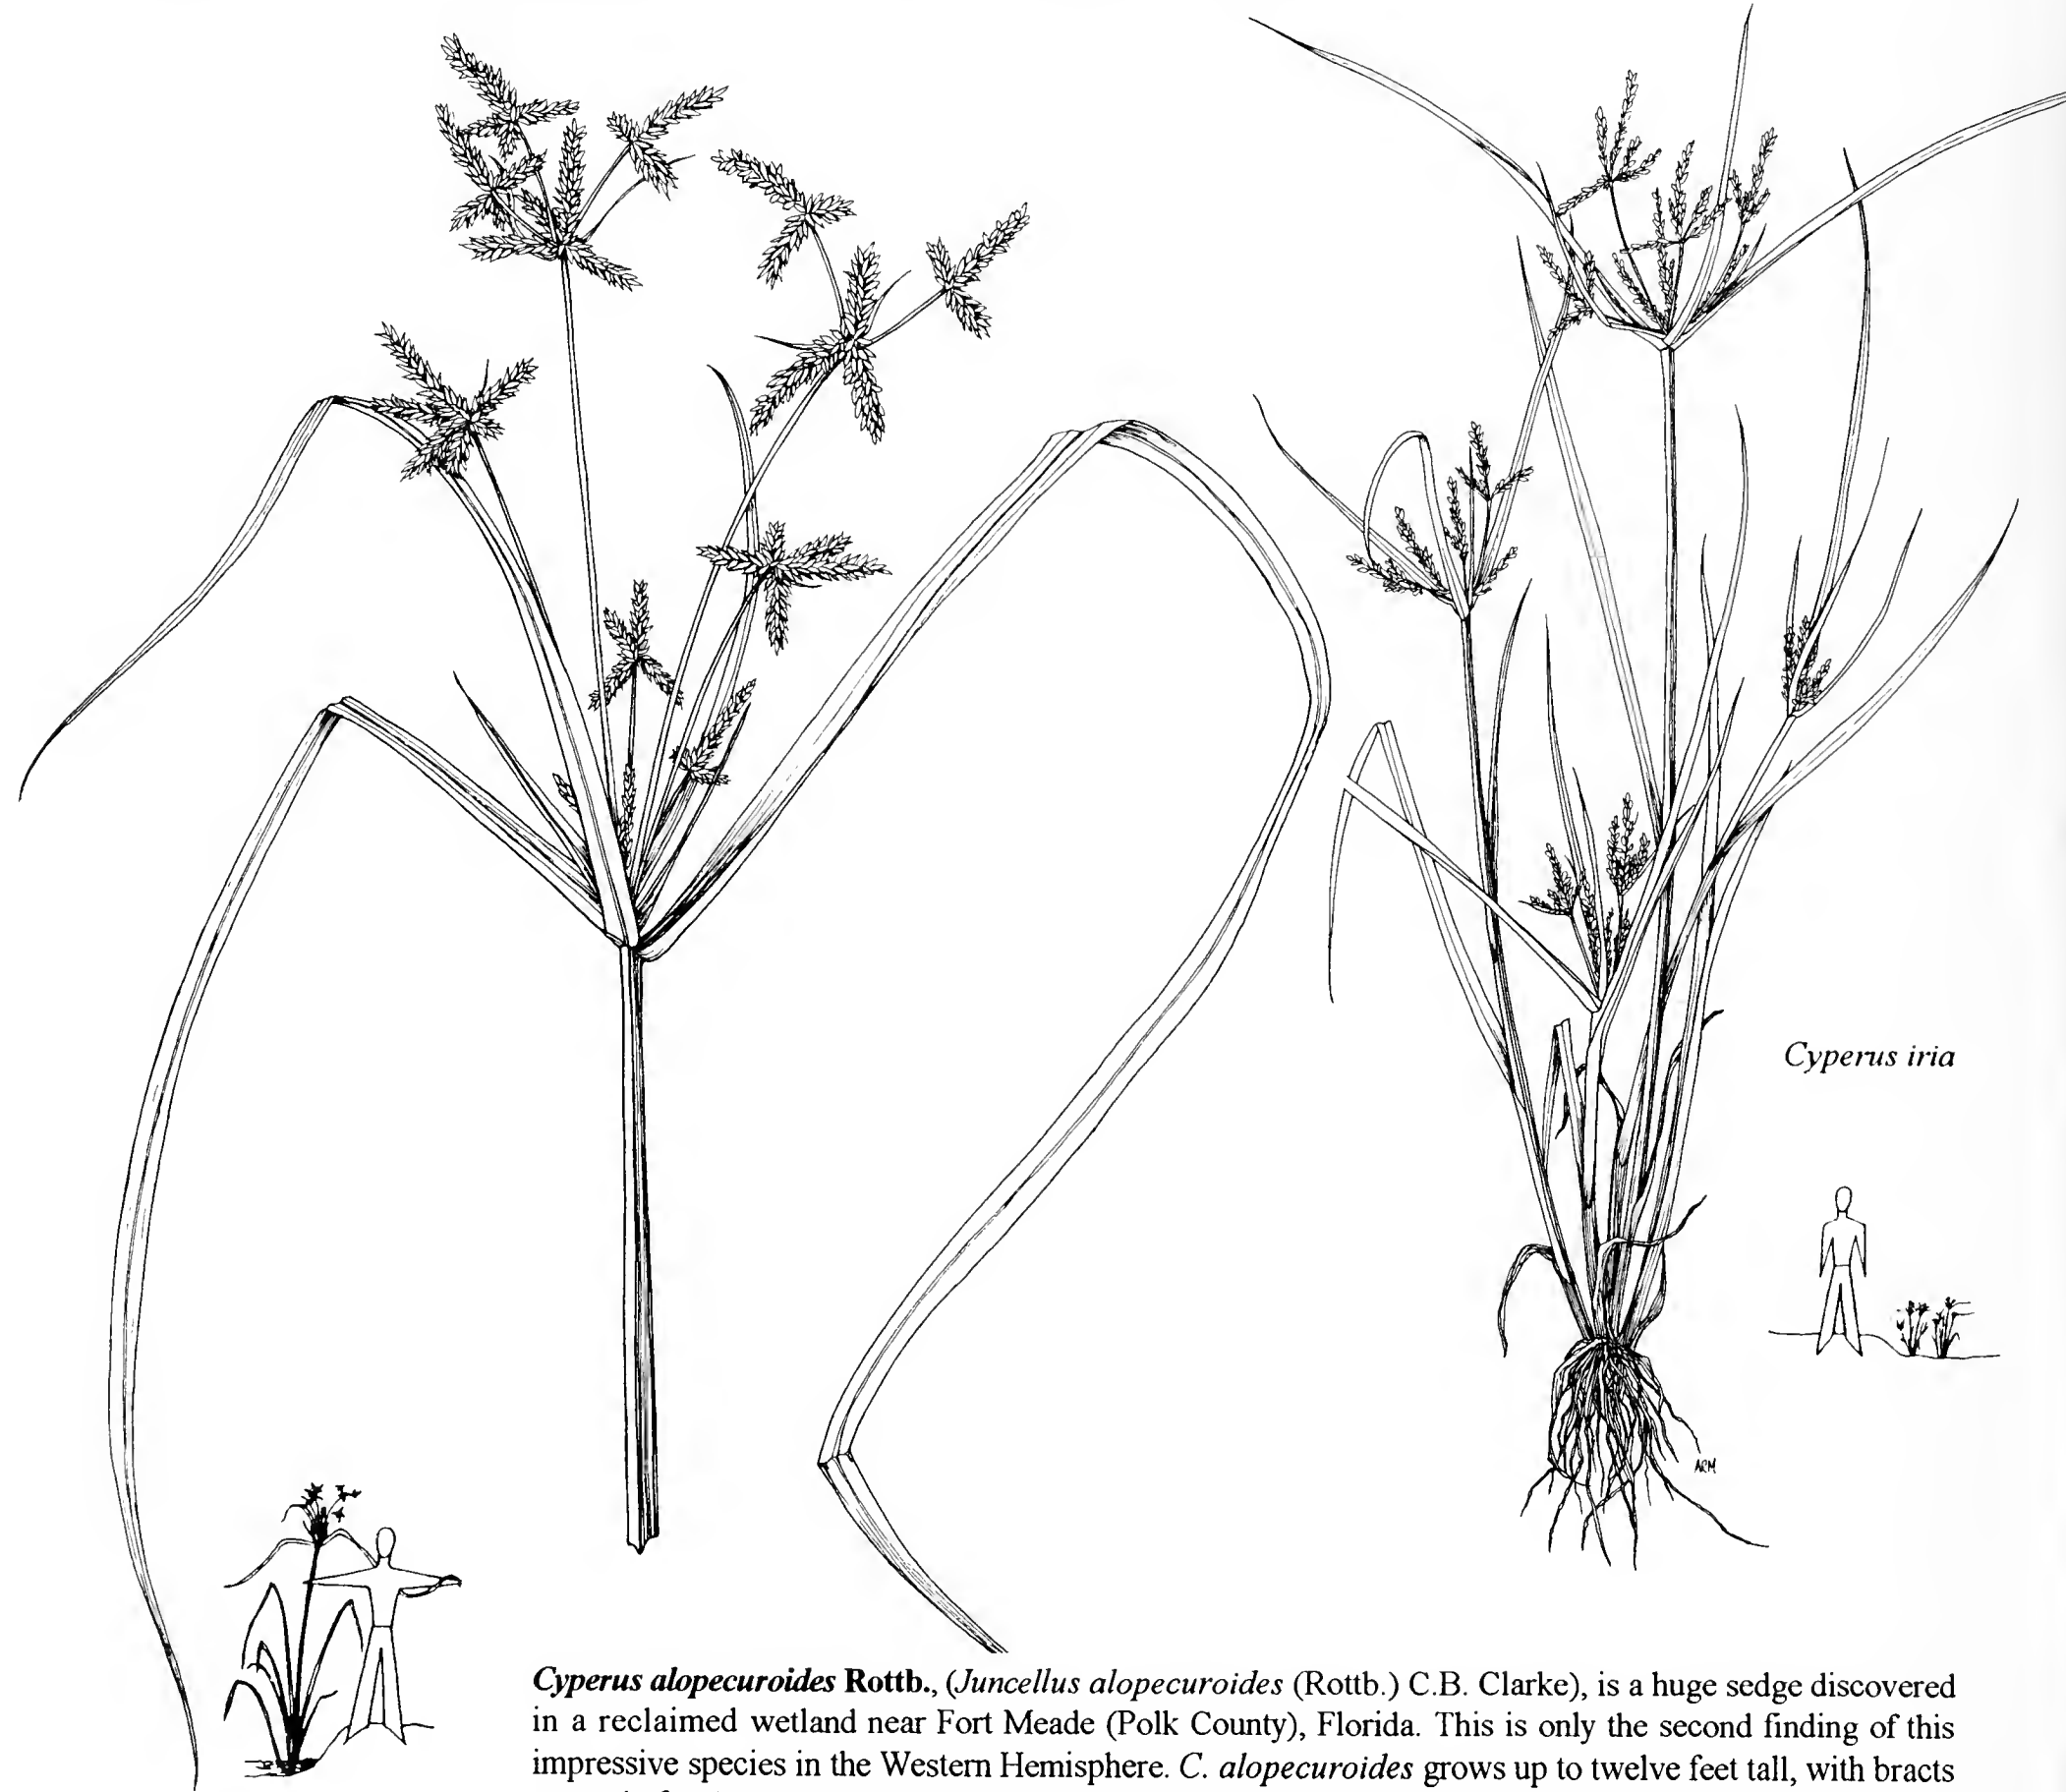 Cyperus iria
ARM
Cyperus alopecuroides Rottb., (Juncellus alopecuroides (Rottb.) C.B. Clarke), is a huge sedge discovered
in a reclaimed wetland near Fort Meade (Polk County), Florida. This is only the second finding of this
impressive species in the Western Hemisphere. C. alopecuroides grows up to twelve feet tall, with bracts